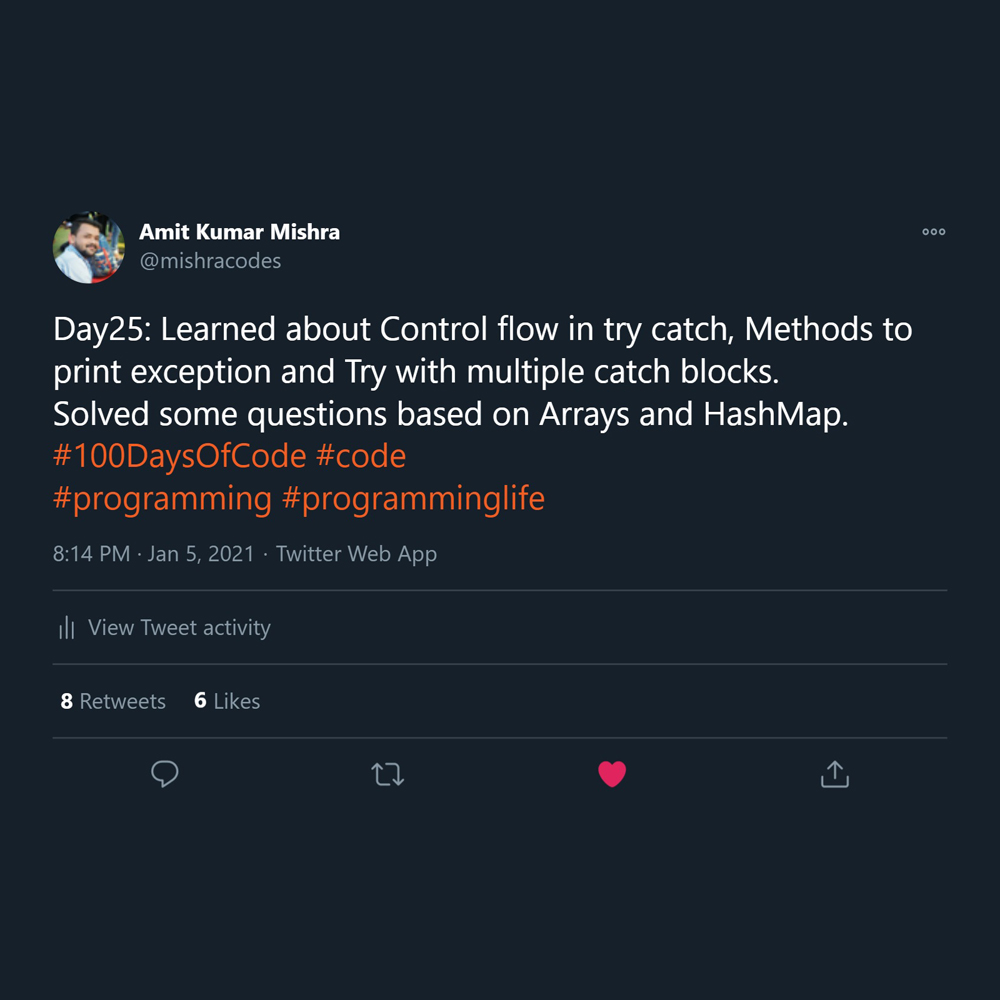 Amit Kumar Mishra
@mishracodes
Day25: Learned about Control flow in try catch, Methods to
print exception and Try with multiple catch blocks.
Solved some questions based on Arrays and HashMap.
#100DaysOfCode #code
#programming #programminglife
8:14 PM · Jan 5, 2021 · Twitter Web App
View Tweet activity
8 Retweets 6 Likes